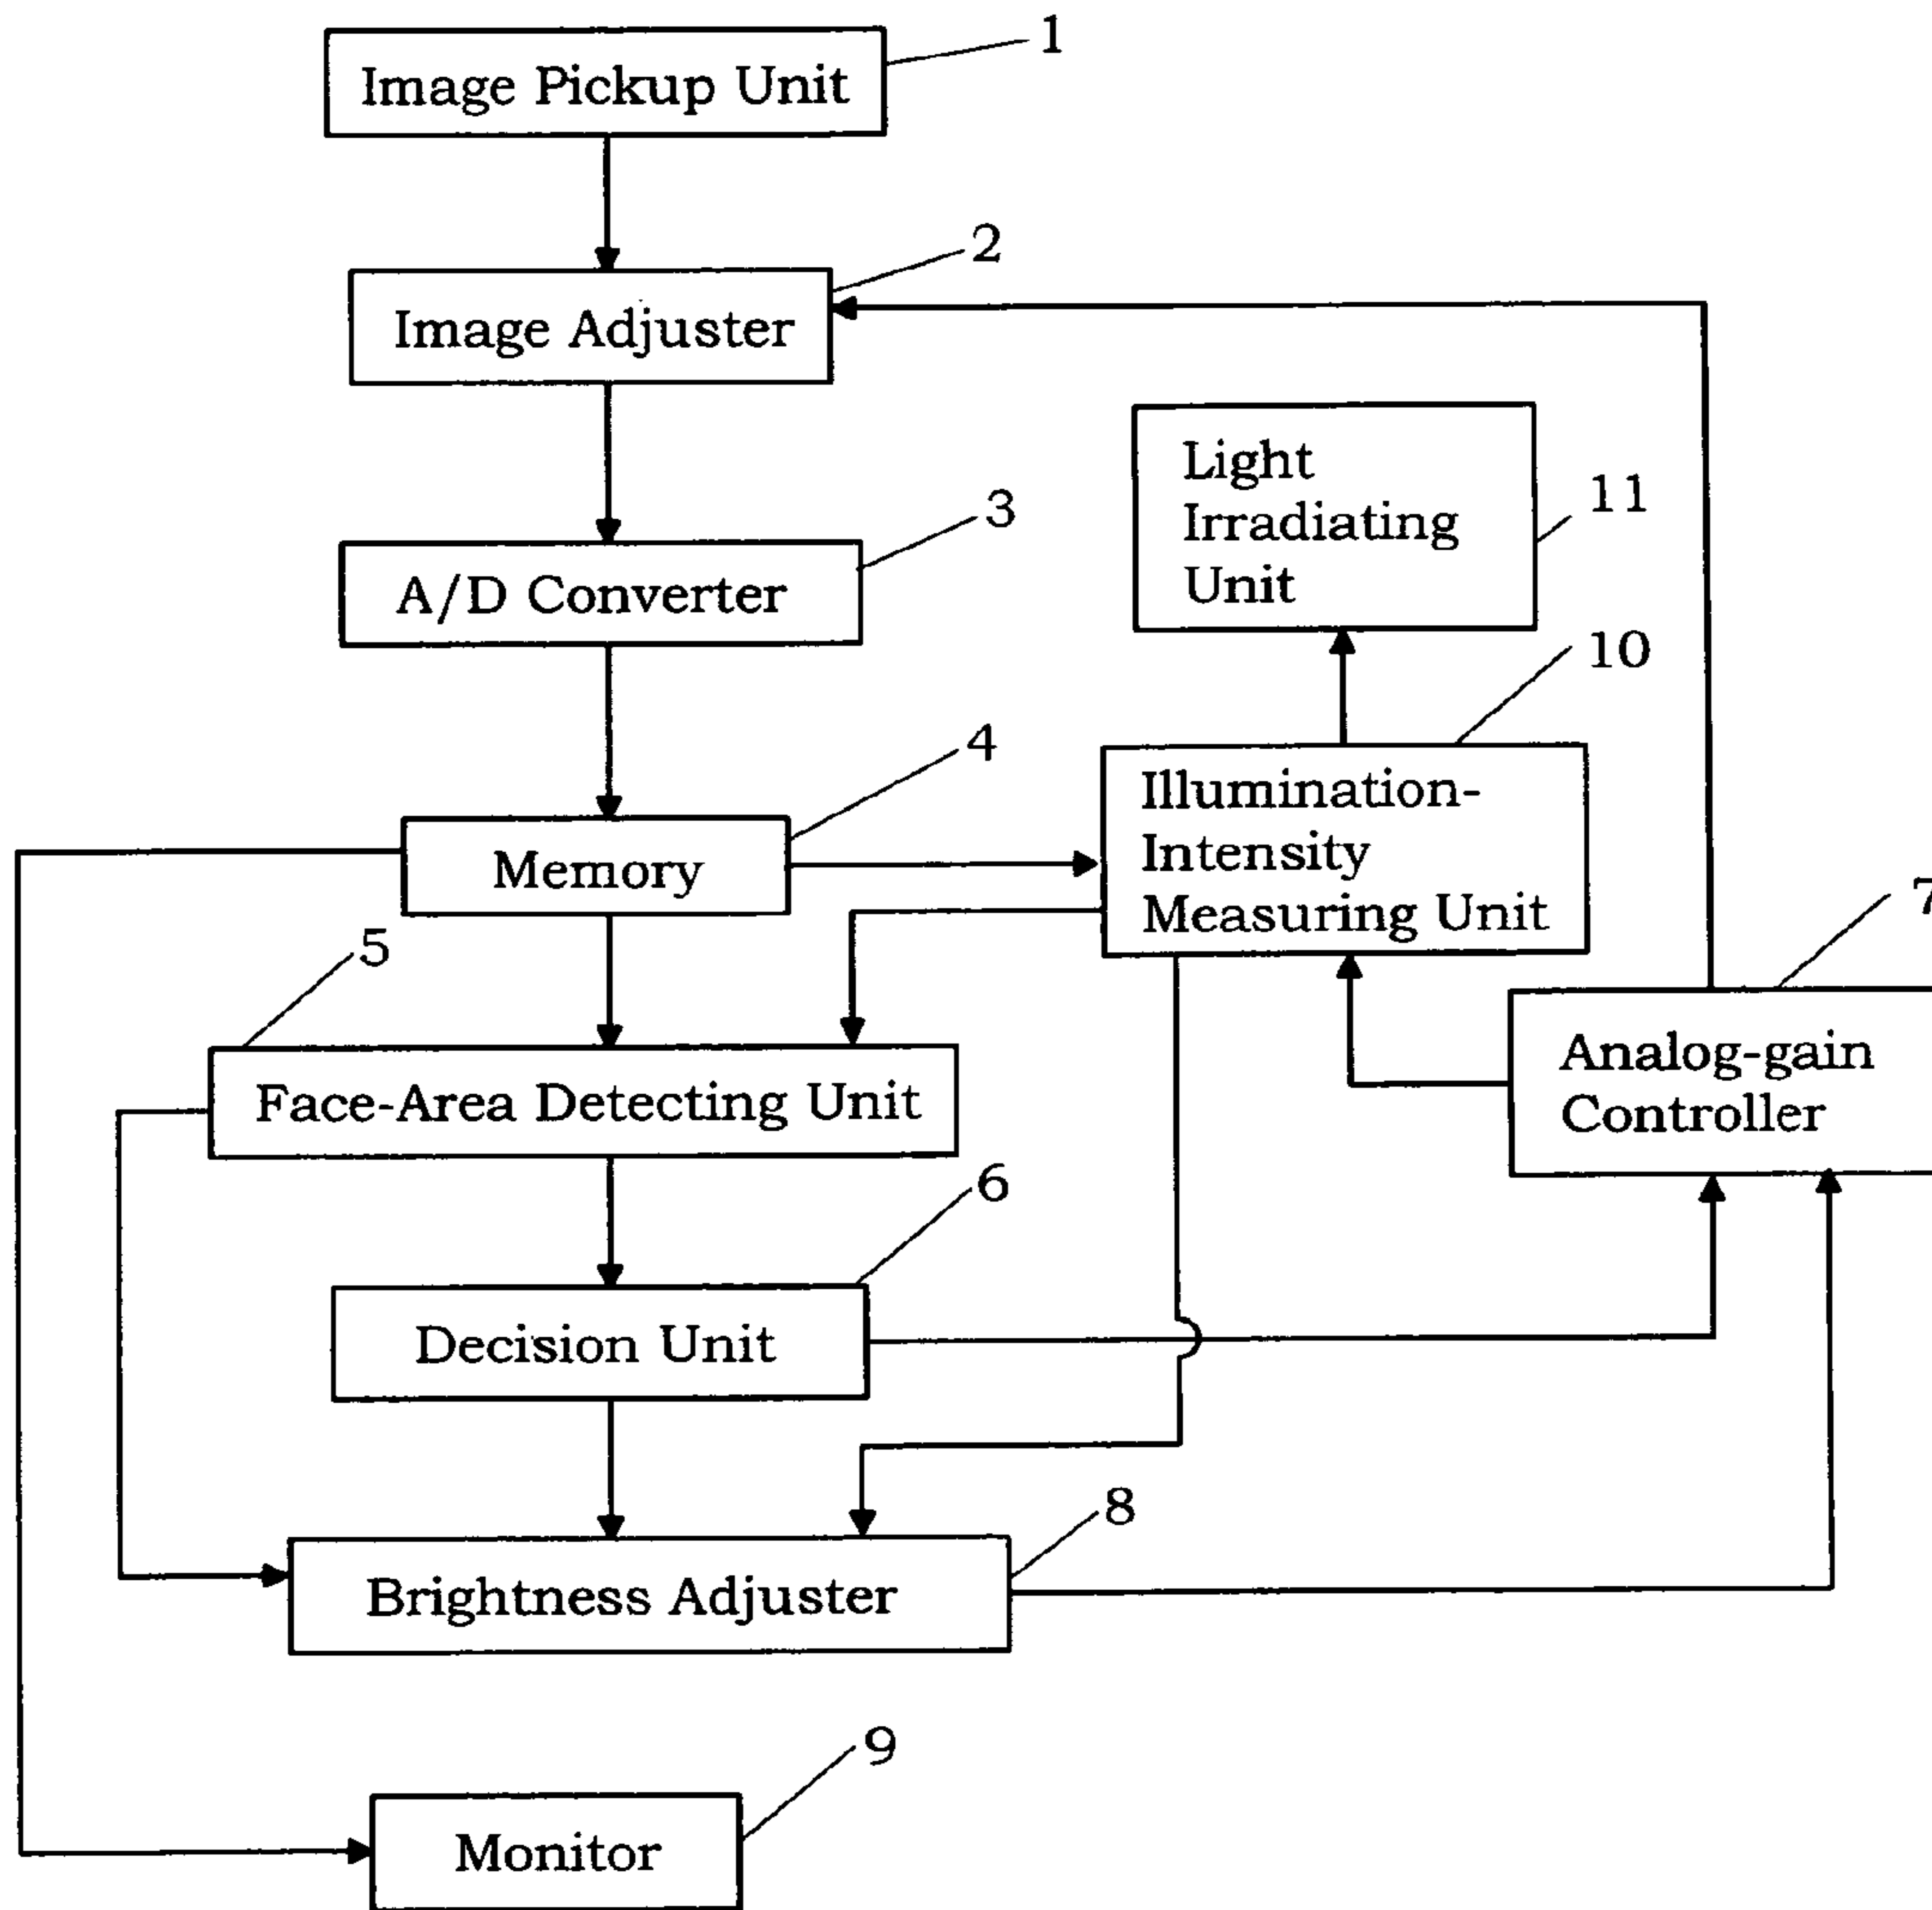 Image Pickup Unit
1
Image Adjuster
2
A/D Converter
3
Light
Irradiating
Unit
11
Illumination-
Intensity
Measuring Unit
10
Memory
4
Analog-gain
Controller
7
Face-Area Detecting Unit
5
Decision Unit
6
Brightness Adjuster
8
Monitor
9